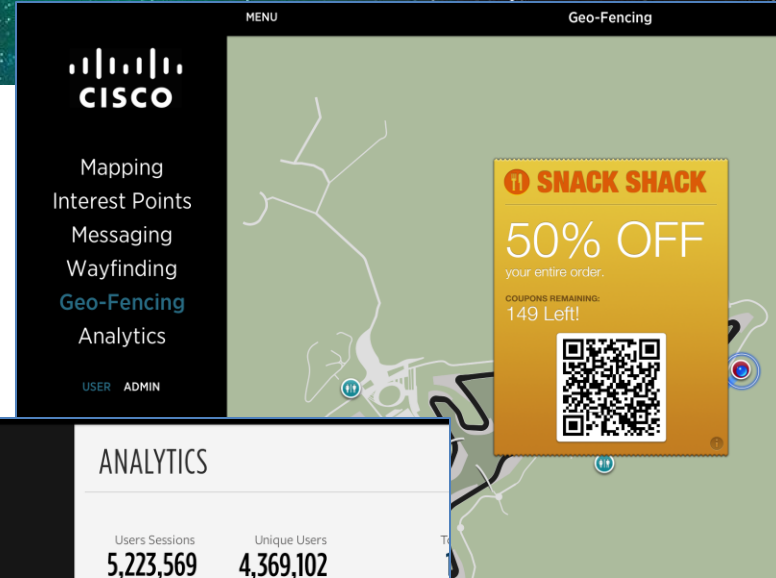 MENU
Geo-Fencing
CISCO
Mapping
Interest Points
Messaging
Wayfinding
Geo-Fencing
Analytics
USER ADMIN
SNACK SHACK
50% OFF
your entire order.
COUPONS REMAINING:
149 Left!
ANALYTICS
Users Sessions
Unique Users
5,223,569
4,369,102